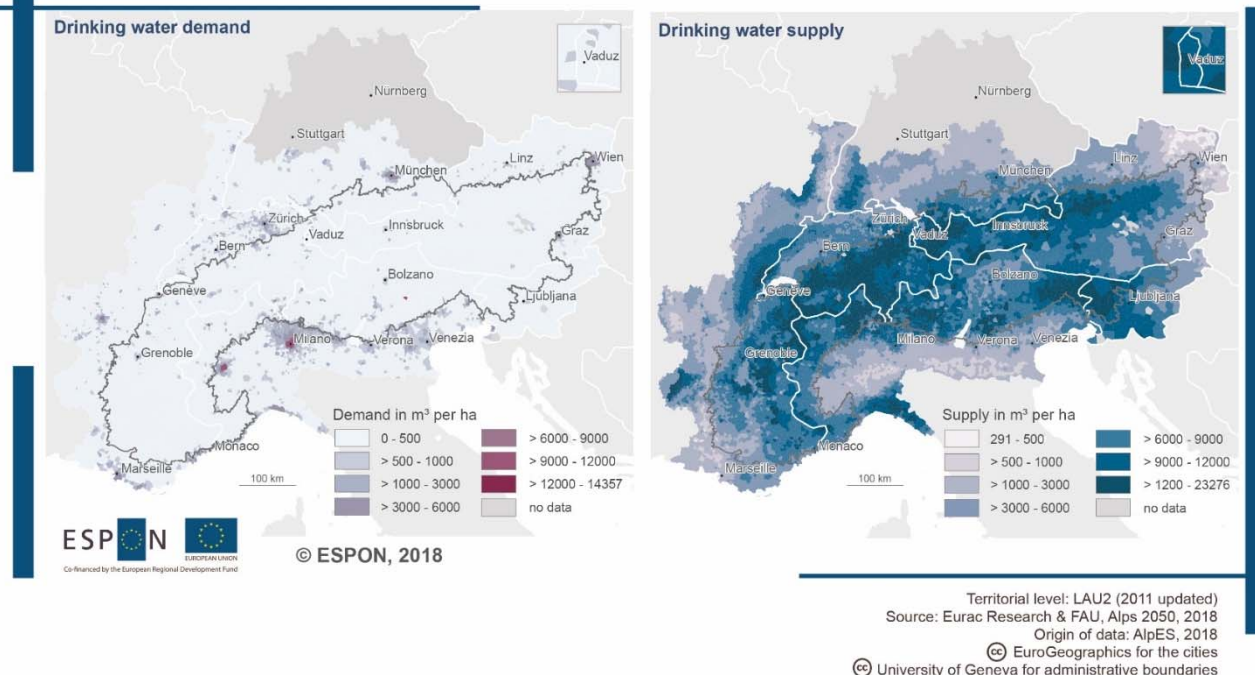 Drinking water demand
Vaduz
Nürnberg
Stuttgart
München
Linz
Wien
Zürich
Bern
Vaduz
Innsbruck
Graz
Bolzano
Genève
Ljubljana
Milano
Verona
Venezia
Grenoble
Monaco
Marseille
Demand in m³ per ha
0 - 500
> 500 - 1000
> 1000 - 3000
> 3000 - 6000
> 6000 - 9000
> 9000 - 12000
> 12000 - 14357
no data
100 km
Drinking water supply
Vaduz
Nürnberg
Stuttgart
München
Linz
Wien
Zürich
Vaduz
Innsbruck
Bern
Graz
Bolzano
Genève
Ljubljana
Milano
Verona
Venezia
Grenoble
Monaco
Marseille
Supply in m³ per ha
291 - 500
> 500 - 1000
> 1000 - 3000
> 3000 - 6000
> 6000 - 9000
> 9000 - 12000
> 1200 - 23276
no data
100 km
ESPON
EUROPEAN UNION
Co-financed by the European Regional Development Fund
© ESPON, 2018
Territorial level: LAU2 (2011 updated)
Source: Eurac Research & FAU, Alps 2050, 2018
Origin of data: AlpES, 2018
(cc) EuroGeographics for the cities
(cc) University of Geneva for administrative boundaries